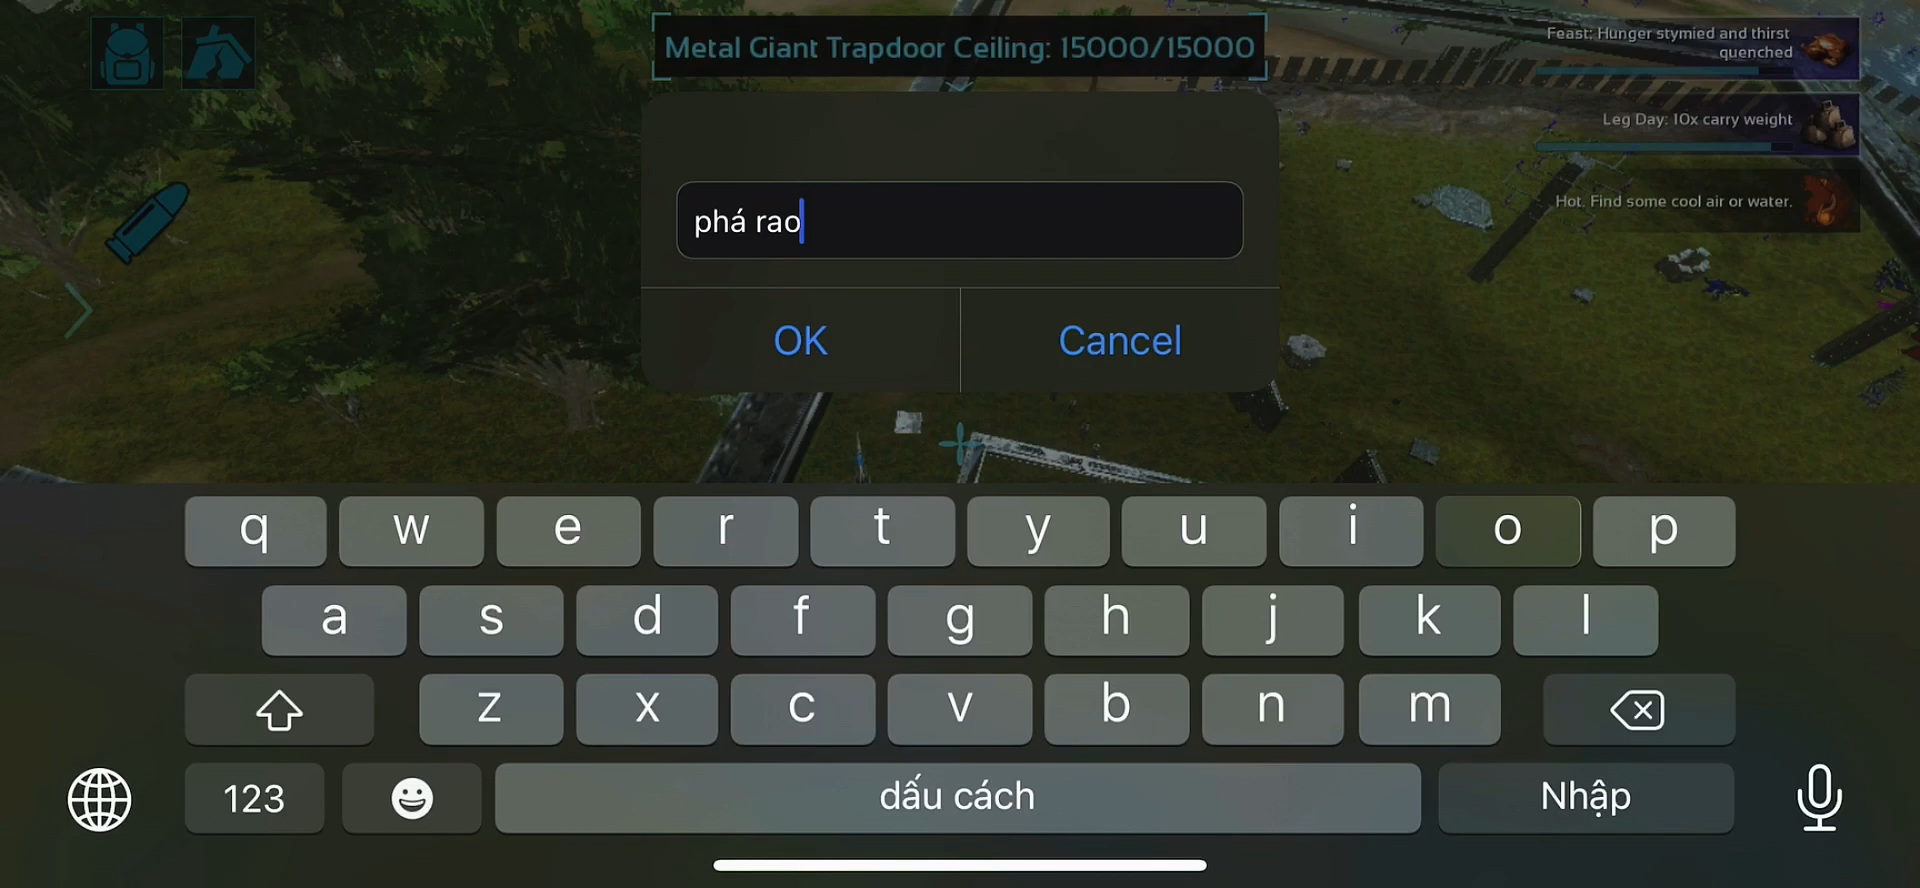 Metal Giant Trapdoor Ceiling: 15000/15000
Feast: Hunger stymied and thirst
quenched
Leg Day: 10x carry weight
Hot. Find some cool air or water.
phá rao
OK
Cancel
q w e r t y u i o p
a s d f g h j k l
z x c v b n m
123
dấu cách
Nhập